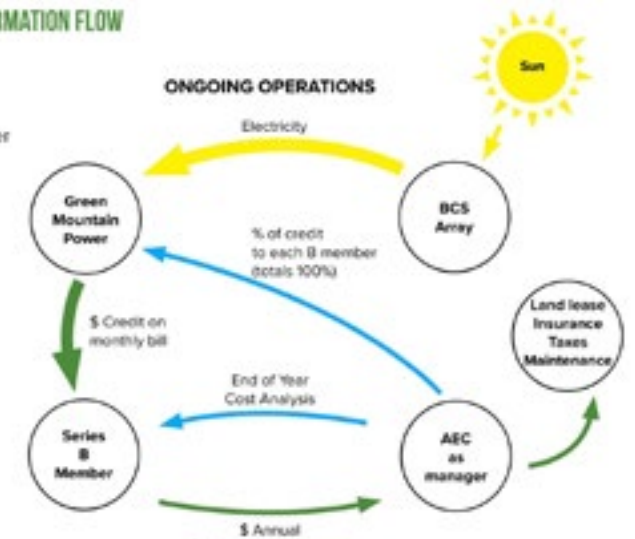 RMATION FLOW
Sun
ONGOING OPERATIONS
Electricity
er
Green
Mountain
Power
BCS
Array
% of credit
to each B member
(totals 100%)
Land lease
Insurance
Taxes
Maintenance
$ Credit on
monthly bill
End of Year
Cost Analysis
Series
B
Member
AEC
as
manager
$ Annual